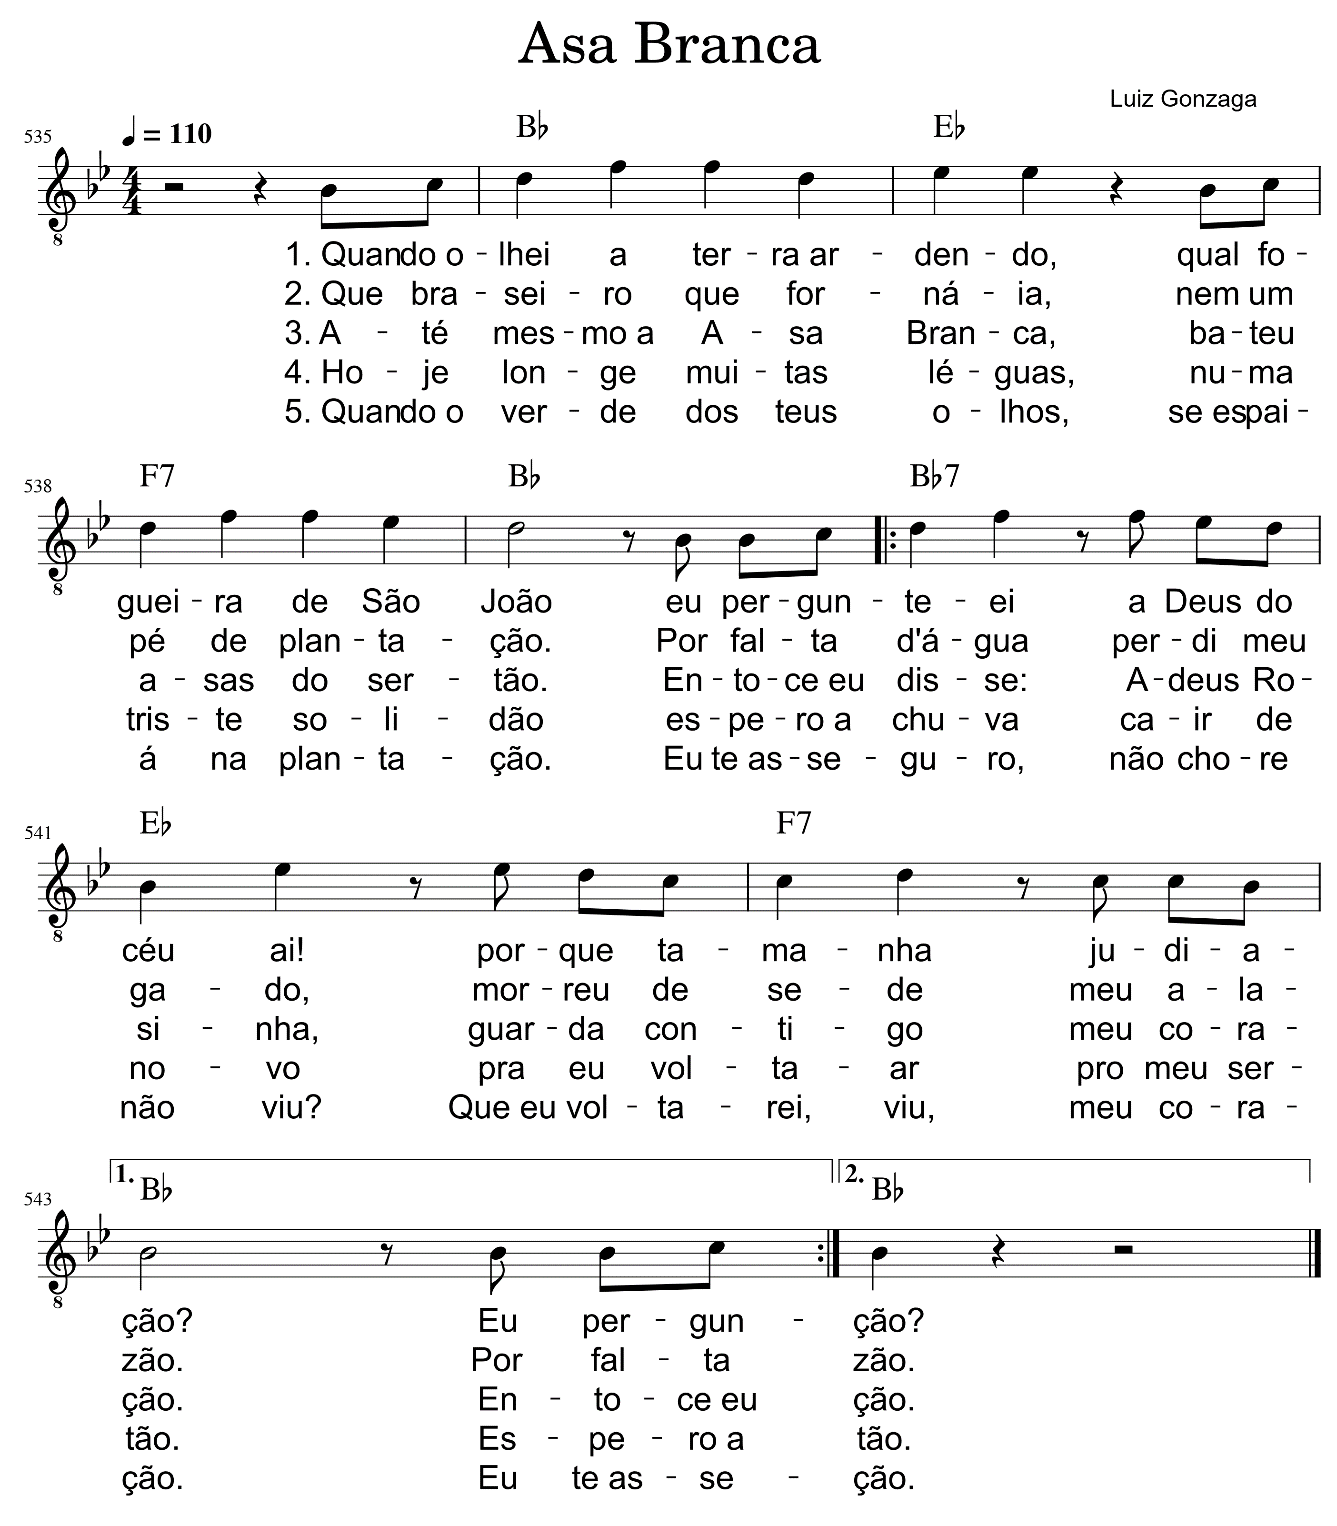 Asa Branca
Luiz Gonzaga
535 ♩ = 110 B♭ E♭
4
4
8
1. Quando o - lhei a ter - ra ar - den - do, qual fo -
2. Que bra - sei - ro que for - ná - ia, nem um
3. A - té mes - mo a A - sa Bran - ca, ba - teu
4. Ho - je lon - ge mui - tas lé - guas, nu - ma
5. Quando o ver - de dos teus o - lhos, se espai -
538 F7 B♭ B♭7
8
guei - ra de São João eu per - gun - te - ei a Deus do
pé de plan - ta - ção. Por fal - ta d'á - gua per - di meu
a - sas do ser - tão. En - to - ce eu dis - se: A - deus Ro -
tris - te so - li - dão es - pe - ro a chu - va ca - ir de
á na plan - ta - ção. Eu te as - se - gu - ro, não cho - re
541 E♭ F7
8
céu ai! por - que ta - ma - nha ju - di - a -
ga - do, mor - reu de se - de meu a - la -
si - nha, guar - da con - ti - go meu co - ra -
no - vo pra eu vol - ta - ar pro meu ser -
não viu? Que eu vol - ta - rei, viu, meu co - ra -
543 1. B♭ 2. B♭
8
ção? Eu per - gun - ção?
zão. Por fal - ta zão.
ção. En - to - ce eu ção.
tão. Es - pe - ro a tão.
ção. Eu te as - se - ção.